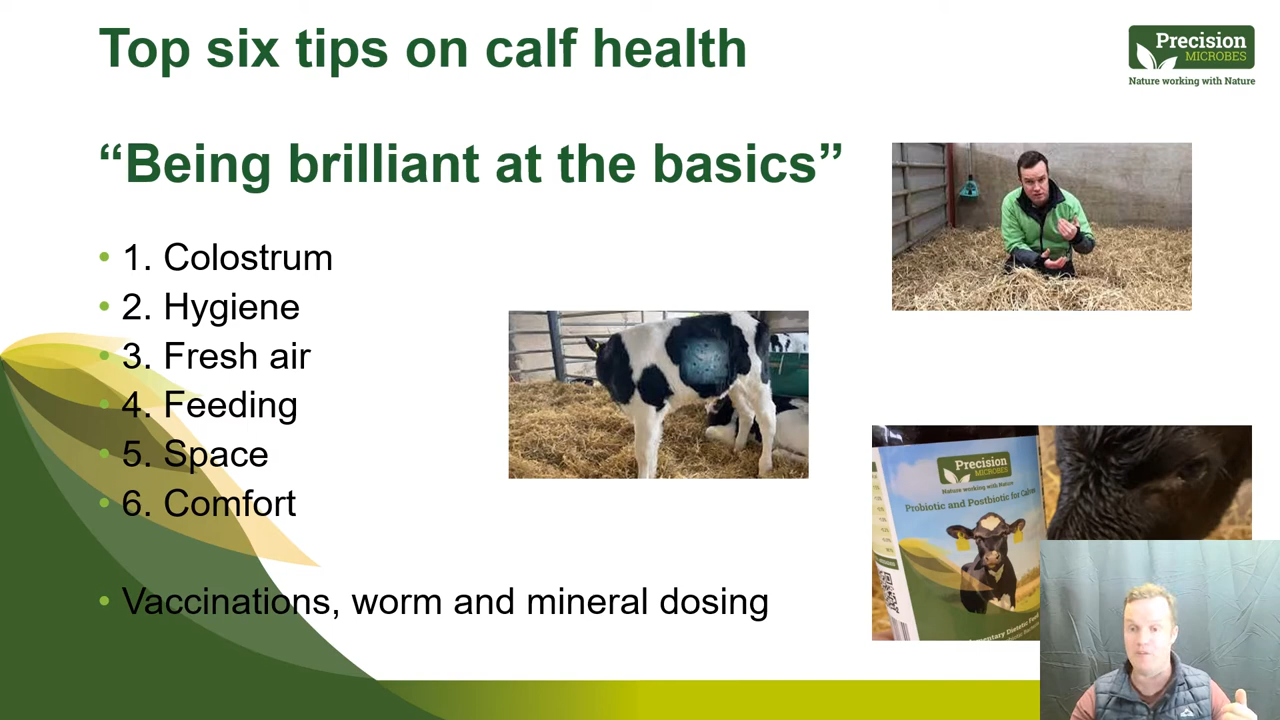 Top six tips on calf health
Precision
MICROBES
Nature working with Nature
“Being brilliant at the basics”
• 1. Colostrum
• 2. Hygiene
• 3. Fresh air
• 4. Feeding
• 5. Space
• 6. Comfort
• Vaccinations, worm and mineral dosing
Precision
MICROBES
Nature working with Nature
Probiotic and Postbiotic for Calves